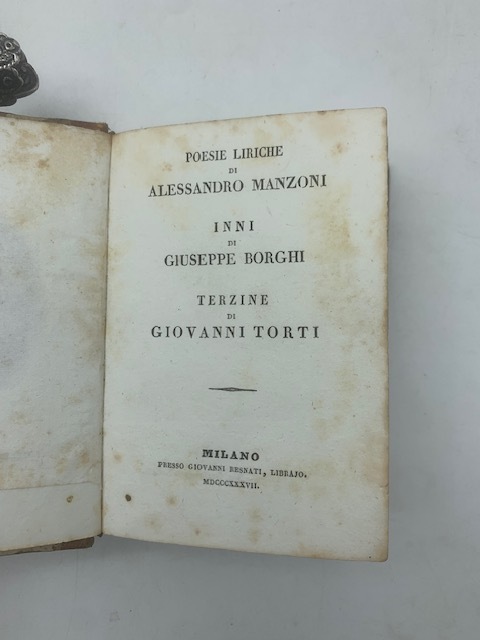 POESIE LIRICHE
DI
ALESSANDRO MANZONI
INNI
DI
GIUSEPPE BORGHI
TERZINE
DI
GIOVANNI TORTI
MILANO
PRESSO GIOVANNI RESNATI, LIBRAJO.
MDCCCXXXVII.